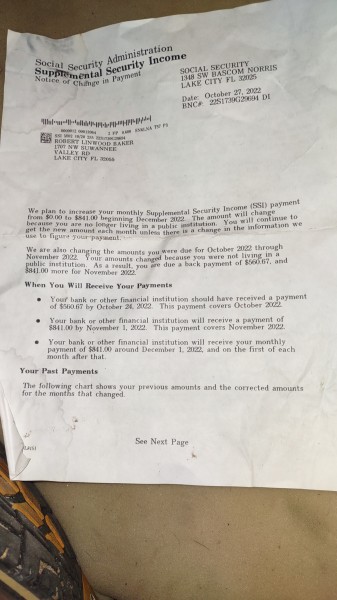 Social Security Administration
Supplemental Security Income
Notice of Change in Payment
SOCIAL SECURITY
1348 SW BASCOM NORRIS
LAKE CITY FL 32025
Date: October 27, 2022
BNC#: 22S1739G29694 DI
ROBERT LINWOOD BAKER
1707 NW SUWANNEE
VALLEY RD
LAKE CITY FL
We plan to increase your monthly Supplemental Security Income (SSI) payment
from $0.00 to $841.00 beginning December 2022. The amount will change
because you are no longer living in a public institution. You will continue to
get the new amount each month unless there is a change in the information we
use to figure your payment.
We are also changing the amounts you were due for October 2022 through
November 2022. Your amounts changed because you were not living in a
public institution. As a result, you are due a back payment of $560.67, and
$841.00 more for November 2022.
When You Will Receive Your Payments
• Your bank or other financial institution should have received a payment
of $560.67 by October 24, 2022. This payment covers October 2022.
• Your bank or other financial institution will receive a payment of
$841.00 by November 1, 2022. This payment covers November 2022.
• Your bank or other financial institution will receive your monthly
payment of $841.00 around December 1, 2022, and on the first of each
month after that.
Your Past Payments
The following chart shows your previous amounts and the corrected amounts
for the months that changed.
See Next Page